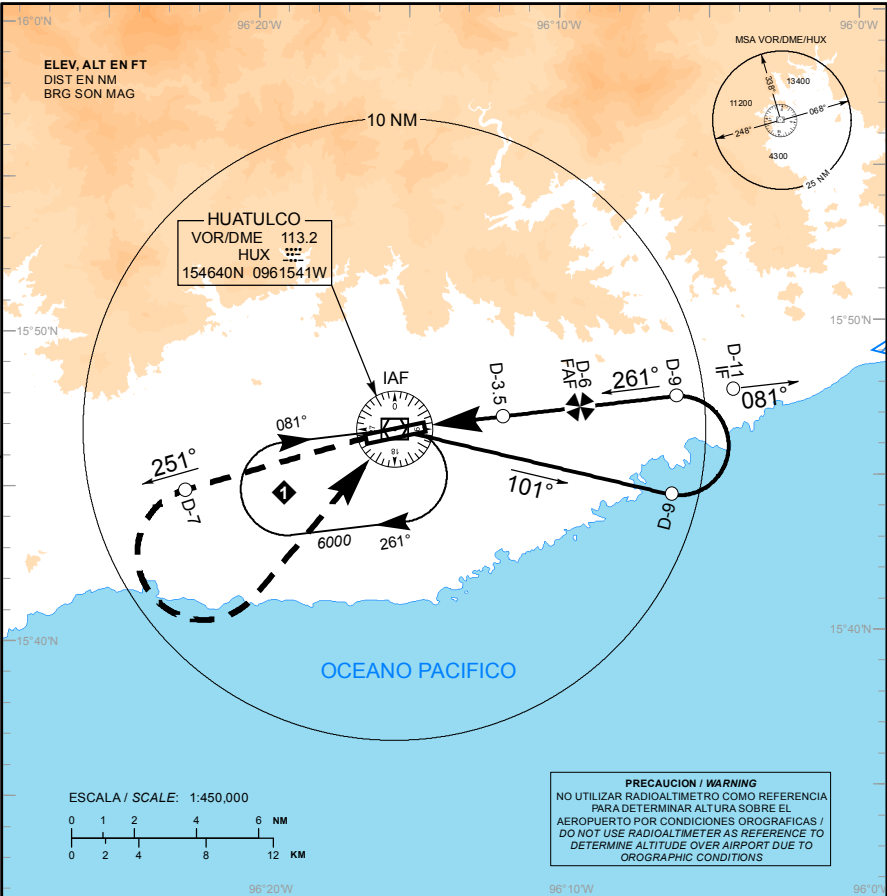 16°0'N
96°20'W
96°10'W
96°0'W
ELEV, ALT EN FT
DIST EN NM
BRG SON MAG
MSA VOR/DME/HUX
338°
13400
11200
068°
248°
4300
25 NM
10 NM
HUATULCO
VOR/DME 113.2
HUX
154640N 0961541W
15°50'N
15°50'N
IAF
0
18
27
D-3.5
D-6
FAF
261°
D-9
D-11
IF
081°
081°
251°
D-7
1
101°
D-9
6000
261°
15°40'N
15°40'N
OCEANO PACIFICO
ESCALA / SCALE: 1:450,000
0 1 2 4 6 NM
0 2 4 8 12 KM
PRECAUCION / WARNING
NO UTILIZAR RADIOALTIMETRO COMO REFERENCIA
PARA DETERMINAR ALTURA SOBRE EL
AEROPUERTO POR CONDICIONES OROGRAFICAS /
DO NOT USE RADIOALTIMETER AS REFERENCE TO
DETERMINE ALTITUDE OVER AIRPORT DUE TO
OROGRAPHIC CONDITIONS
96°20'W
96°10'W